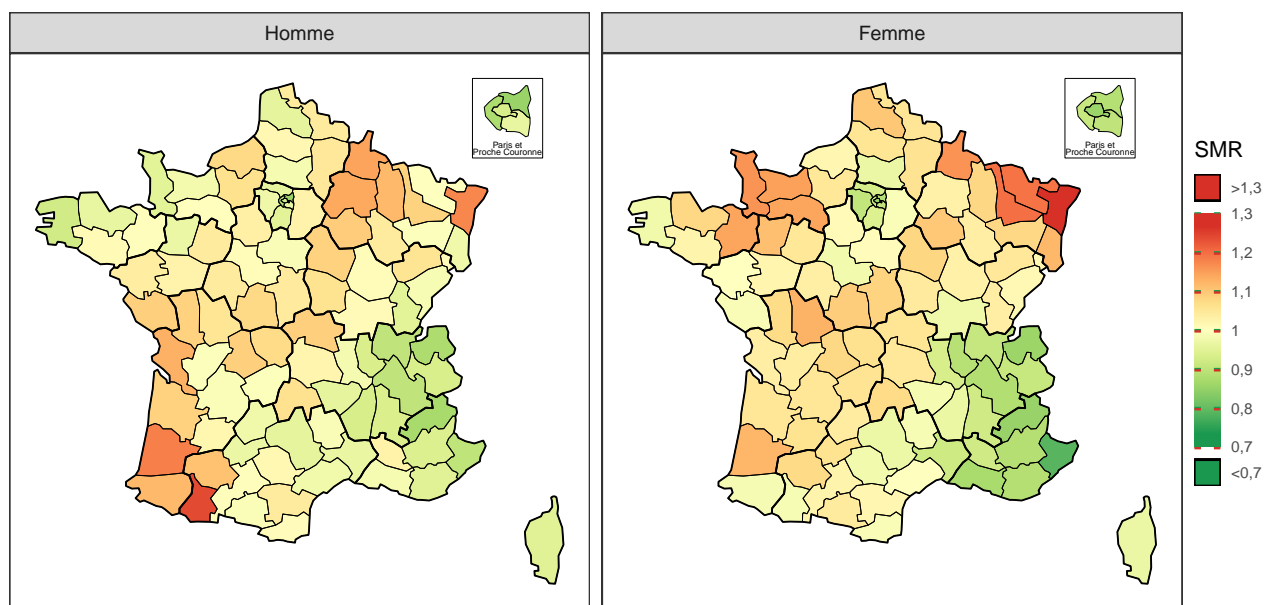 Homme
Femme
Paris et
Proche Couronne
Paris et
Proche Couronne
SMR
>1,3
1,3
1,2
1,1
1
0,9
0,8
0,7
<0,7